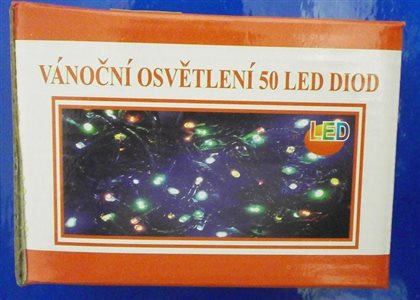 VÁNOČNÍ OSVĚTLENÍ 50 LED DIOD
LED